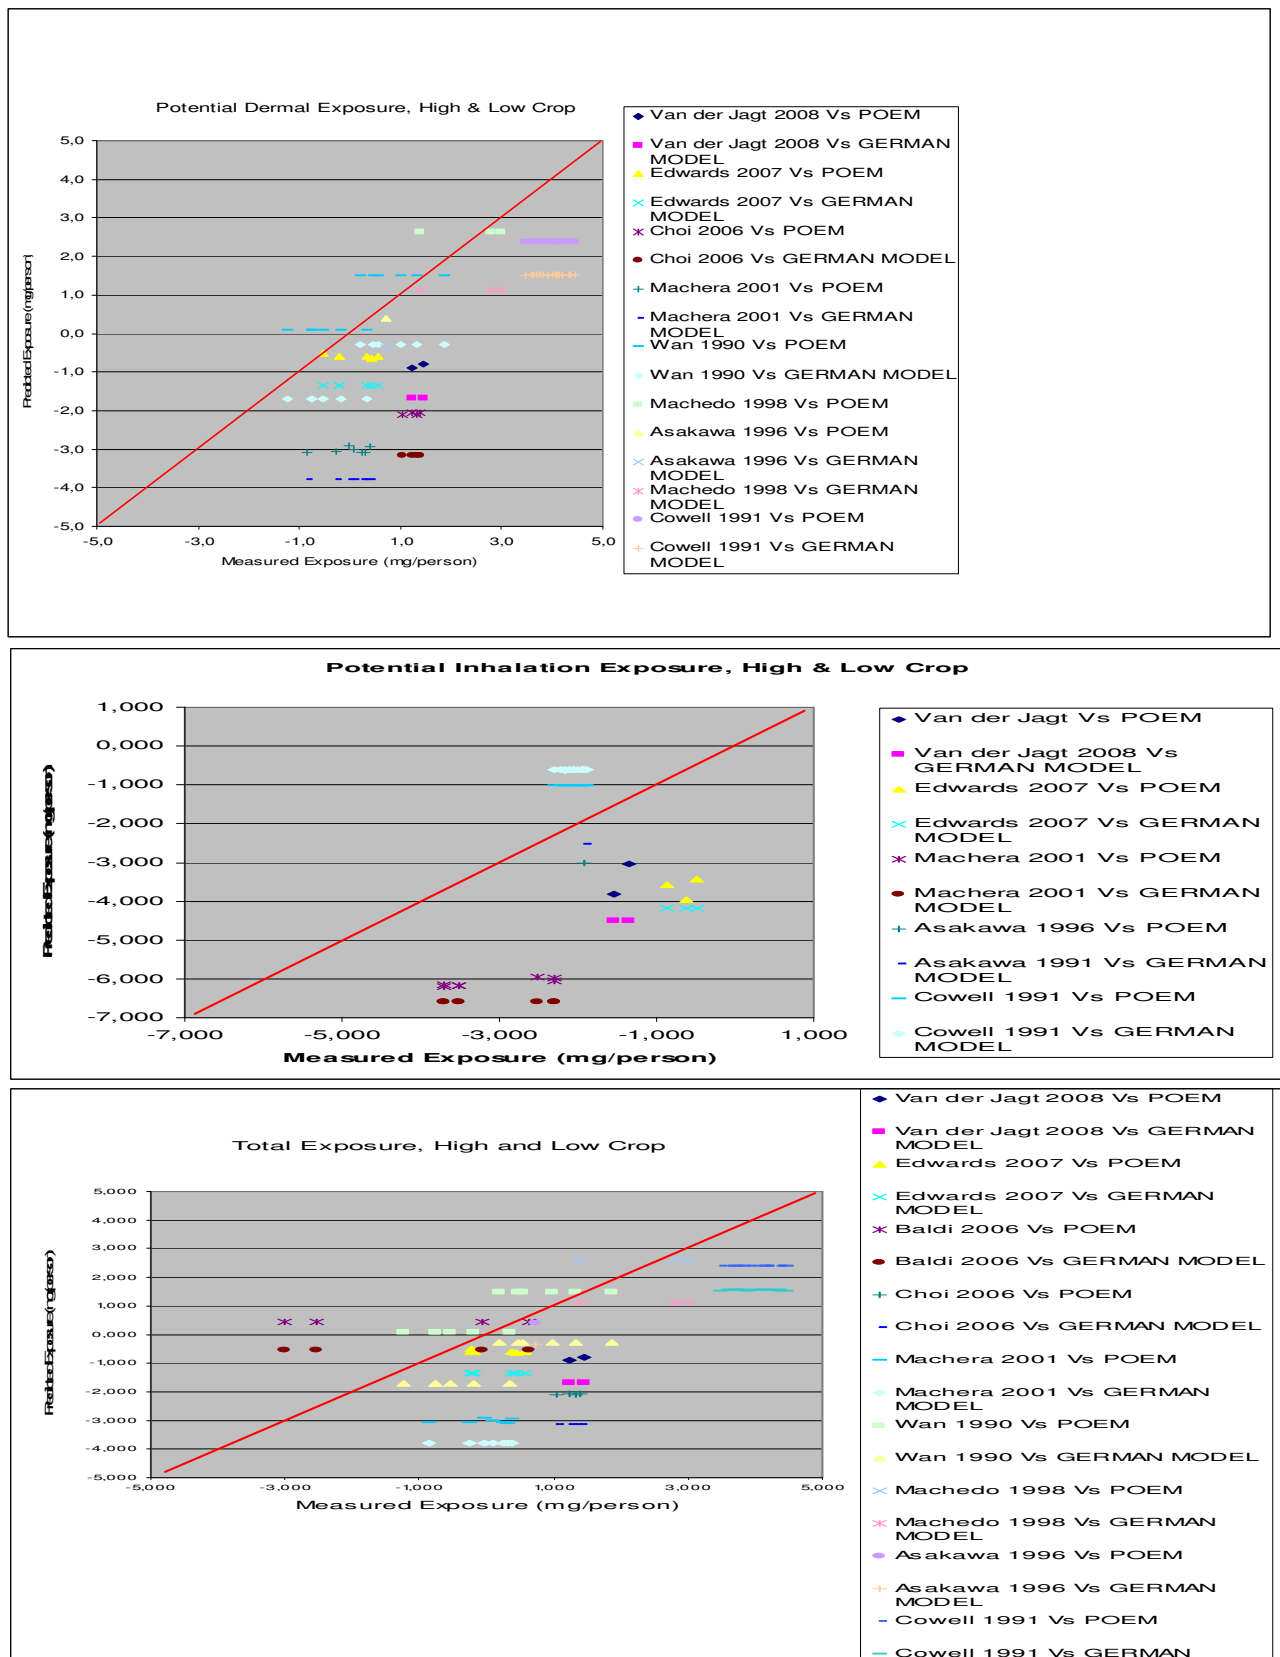 Potential Dermal Exposure, High & Low Crop
5,0
4,0
3,0
2,0
1,0
0,0
-1,0
-2,0
-3,0
-4,0
-5,0
-5,0 -3,0 -1,0 1,0 3,0 5,0
Predicted Exposure (mg/person)
Measured Exposure (mg/person)
Van der Jagt 2008 Vs POEM
Van der Jagt 2008 Vs GERMAN
MODEL
Edwards 2007 Vs POEM
Edwards 2007 Vs GERMAN
MODEL
Choi 2006 Vs POEM
Choi 2006 Vs GERMAN MODEL
Machera 2001 Vs POEM
Machera 2001 Vs GERMAN
MODEL
Wan 1990 Vs POEM
Wan 1990 Vs GERMAN MODEL
Machedo 1998 Vs POEM
Asakawa 1996 Vs POEM
Asakawa 1996 Vs GERMAN
MODEL
Machedo 1998 Vs GERMAN
MODEL
Cowell 1991 Vs POEM
Cowell 1991 Vs GERMAN
MODEL
Potential Inhalation Exposure, High & Low Crop
1,000
0,000
-1,000
-2,000
-3,000
-4,000
-5,000
-6,000
-7,000
-7,000 -5,000 -3,000 -1,000 1,000
Predicted Exposure (mg/person)
Measured Exposure (mg/person)
Van der Jagt Vs POEM
Van der Jagt 2008 Vs
GERMAN MODEL
Edwards 2007 Vs POEM
Edwards 2007 Vs GERMAN
MODEL
Machera 2001 Vs POEM
Machera 2001 Vs GERMAN
MODEL
Asakawa 1996 Vs POEM
Asakawa 1991 Vs GERMAN
MODEL
Cowell 1991 Vs POEM
Cowell 1991 Vs GERMAN
MODEL
Total Exposure, High and Low Crop
5,000
4,000
3,000
2,000
1,000
0,000
-1,000
-2,000
-3,000
-4,000
-5,000
-5,000 -3,000 -1,000 1,000 3,000 5,000
Predicted Exposure (mg/person)
Measured Exposure (mg/person)
Van der Jagt 2008 Vs POEM
Van der Jagt 2008 Vs GERMAN
MODEL
Edwards 2007 Vs POEM
Edwards 2007 Vs GERMAN
MODEL
Baldi 2006 Vs POEM
Baldi 2006 Vs GERMAN MODEL
Choi 2006 Vs POEM
Choi 2006 Vs GERMAN MODEL
Machera 2001 Vs POEM
Machera 2001 Vs GERMAN
MODEL
Wan 1990 Vs POEM
Wan 1990 Vs GERMAN MODEL
Machedo 1998 Vs POEM
Machedo 1998 Vs GERMAN
MODEL
Asakawa 1996 Vs POEM
Asakawa 1996 Vs GERMAN
MODEL
Cowell 1991 Vs POEM
Cowell 1991 Vs GERMAN